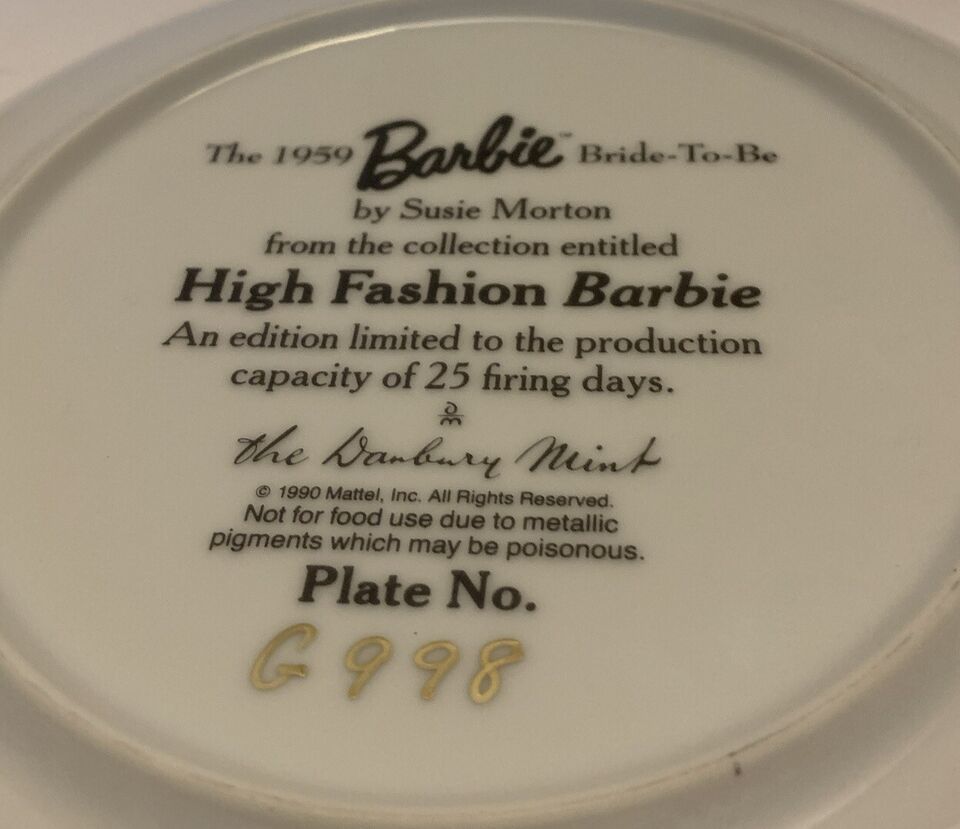 The 1959 Barbie™ Bride-To-Be
by Susie Morton
from the collection entitled
High Fashion Barbie
An edition limited to the production
capacity of 25 firing days.
the Danbury Mint
© 1990 Mattel, Inc. All Rights Reserved.
Not for food use due to metallic
pigments which may be poisonous.
Plate No.
G998